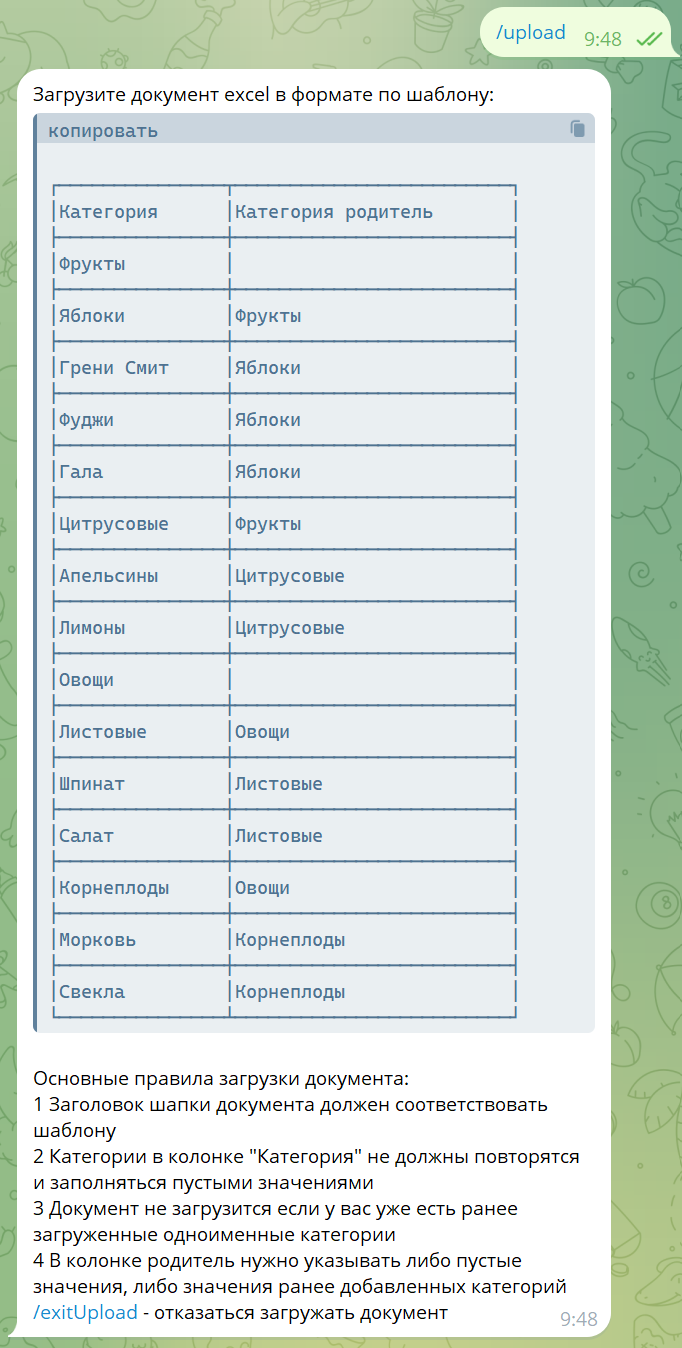 /upload 9:48
Загрузите документ excel в формате по шаблону:
копировать
Категория Категория родитель
Фрукты
Яблоки Фрукты
Грени Смит Яблоки
Фуджи Яблоки
Гала Яблоки
Цитрусовые Фрукты
Апельсины Цитрусовые
Лимоны Цитрусовые
Овощи
Листовые Овощи
Шпинат Листовые
Салат Листовые
Корнеплоды Овощи
Морковь Корнеплоды
Свекла Корнеплоды
Основные правила загрузки документа:
1 Заголовок шапки документа должен соответствовать
шаблону
2 Категории в колонке "Категория" не должны повторятся
и заполняться пустыми значениями
3 Документ не загрузится если у вас уже есть ранее
загруженные одноименные категории
4 В колонке родитель нужно указывать либо пустые
значения, либо значения ранее добавленных категорий
/exitUpload - отказаться загружать документ
9:48